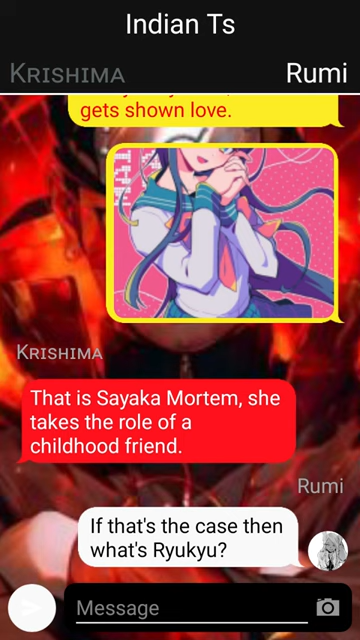 Indian Ts
KRISHIMA
Rumi
gets shown love.
KRISHIMA
That is Sayaka Mortem, she
takes the role of a
childhood friend.
Rumi
If that's the case then
what's Ryukyu?
Message